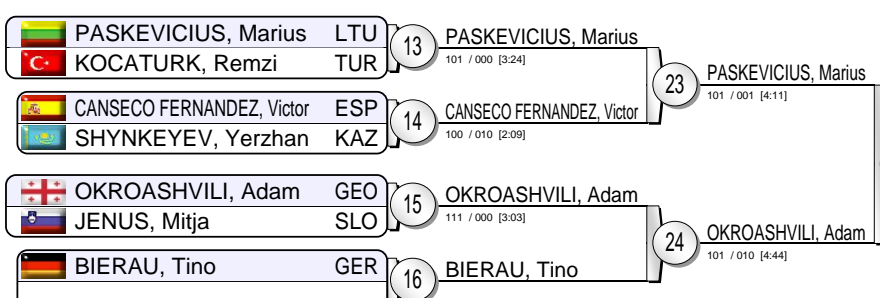 PASKEVICIUS, Marius LTU
KOCATURK, Remzi TUR
13
PASKEVICIUS, Marius
101 / 000 [3:24]
CANSECO FERNANDEZ, Victor ESP
SHYNKEYEV, Yerzhan KAZ
14
CANSECO FERNANDEZ, Victor
100 / 010 [2:09]
23
PASKEVICIUS, Marius
101 / 001 [4:11]
OKROASHVILI, Adam GEO
JENUS, Mitja SLO
15
OKROASHVILI, Adam
111 / 000 [3:03]
BIERAU, Tino GER
16
BIERAU, Tino
24
OKROASHVILI, Adam
101 / 010 [4:44]